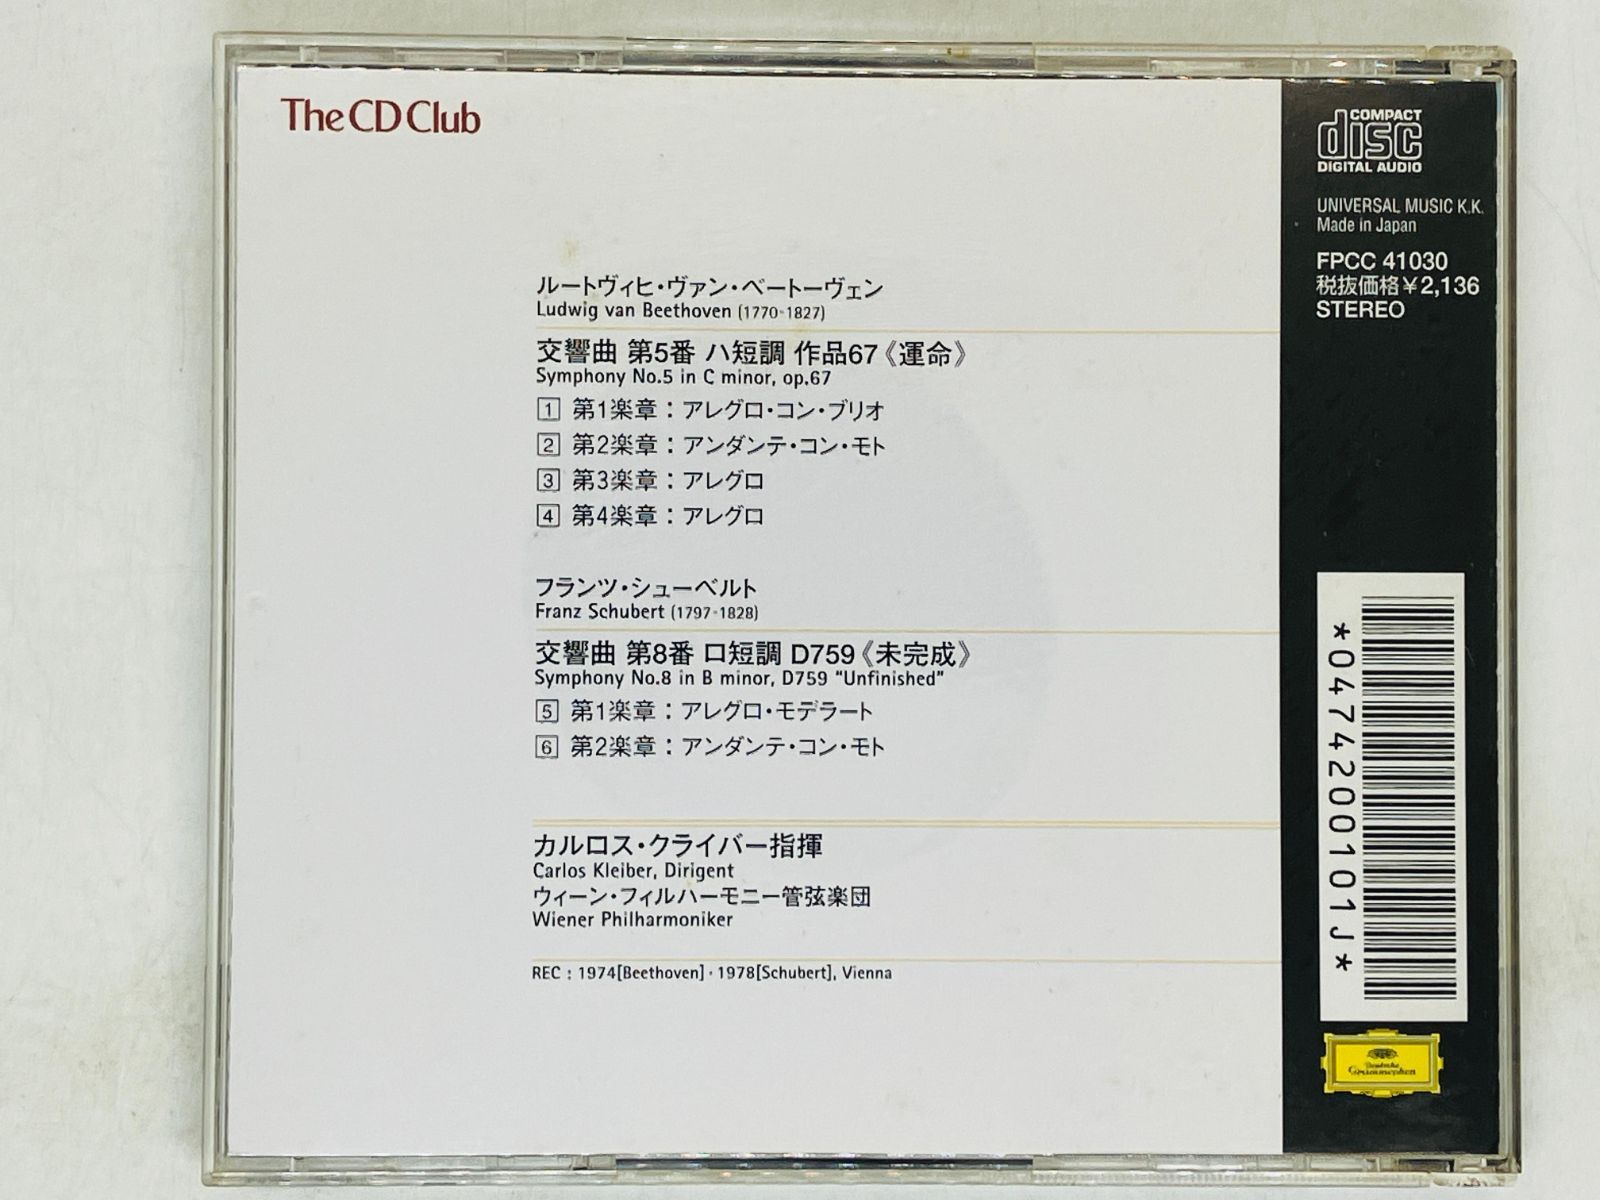 The CD Club
ルートヴィヒ・ヴァン・ベートーヴェン
Ludwig van Beethoven (1770-1827)
交響曲 第5番 ハ短調 作品67《運命》
Symphony No.5 in C minor, op.67
1 第1楽章：アレグロ・コン・ブリオ
2 第2楽章：アンダンテ・コン・モト
3 第3楽章：アレグロ
4 第4楽章：アレグロ
フランツ・シューベルト
Franz Schubert (1797-1828)
交響曲 第8番 ロ短調 D759《未完成》
Symphony No.8 in B minor, D759 "Unfinished"
5 第1楽章：アレグロ・モデラート
6 第2楽章：アンダンテ・コン・モト
カルロス・クライバー指揮
Carlos Kleiber, Dirigent
ウィーン・フィルハーモニー管弦楽団
Wiener Philharmoniker
REC : 1974[Beethoven]・1978[Schubert], Vienna
COMPACT
disc
DIGITAL AUDIO
UNIVERSAL MUSIC K.K.
Made in Japan
FPCC 41030
税抜価格￥2,136
STEREO
*0474200101J*
Deutsche
Grammophon